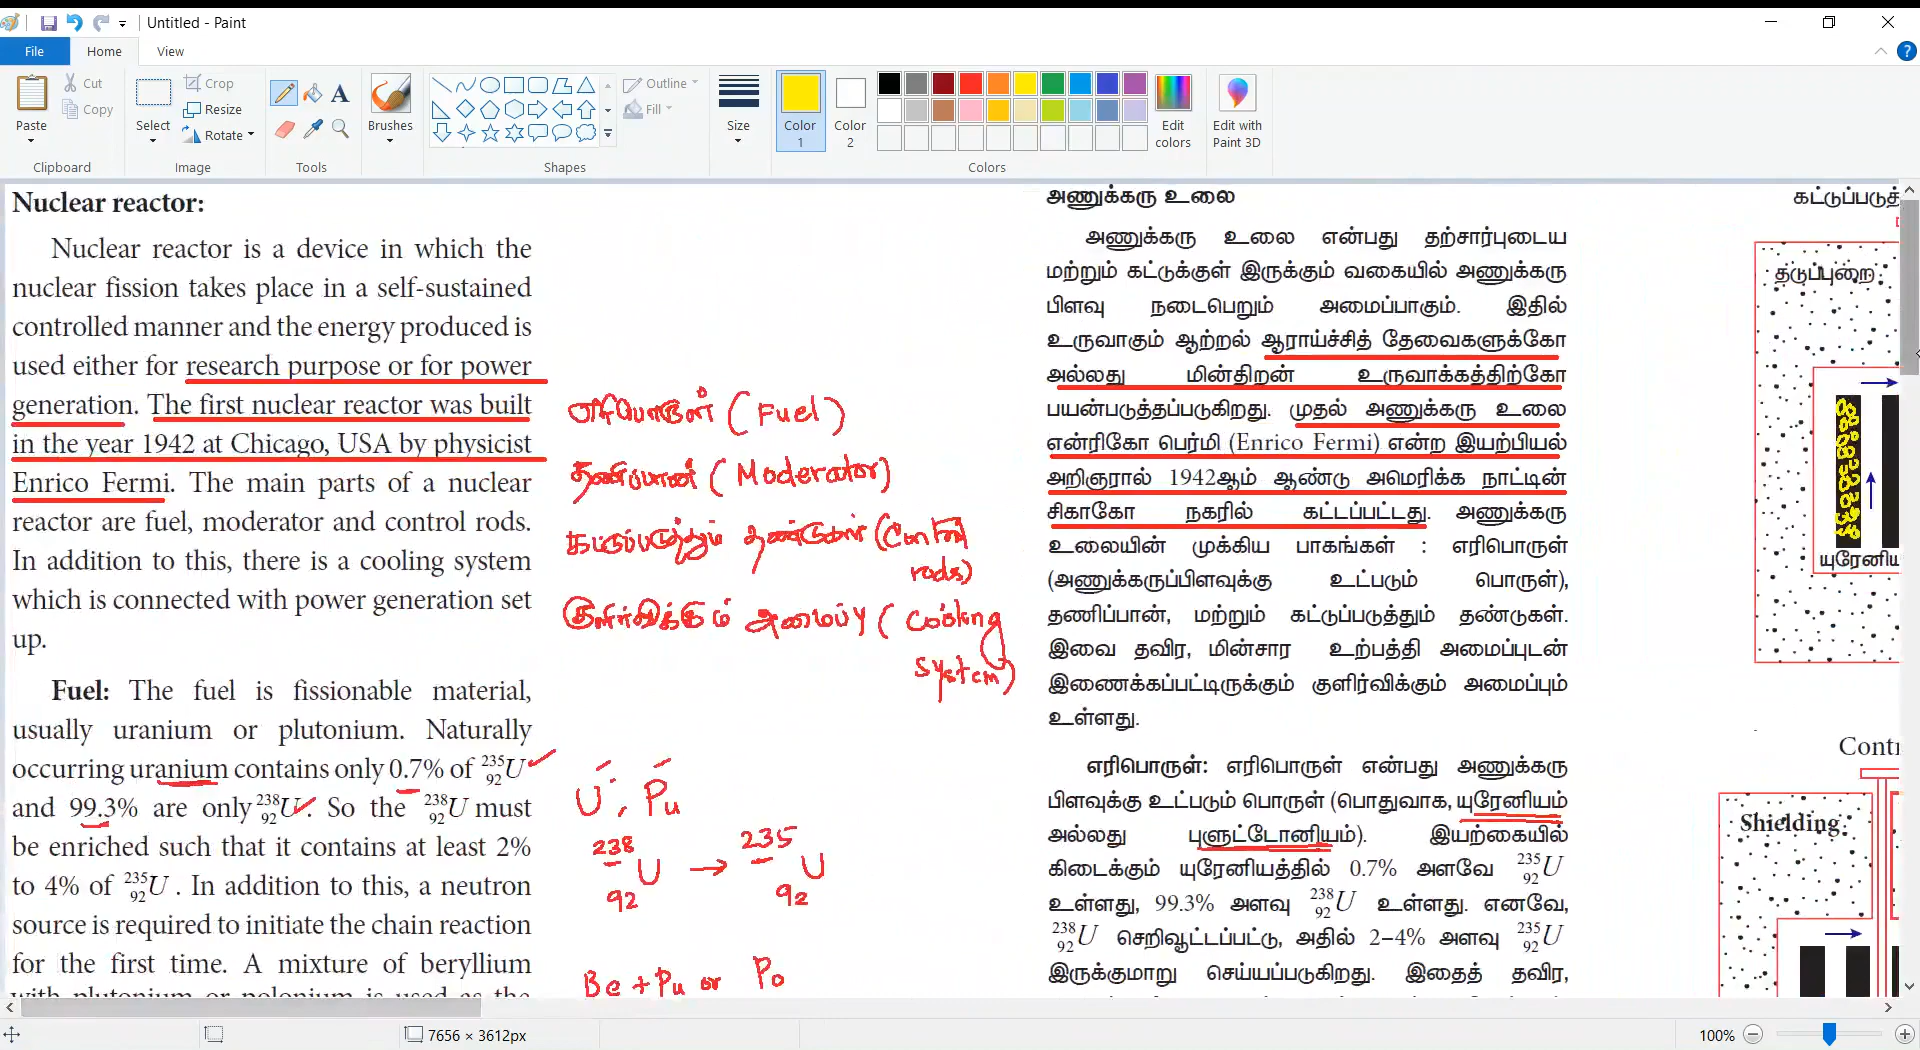 Untitled - Paint
File
Home
View
Paste
Cut
Copy
Clipboard
Select
Crop
Resize
Rotate
Image
A
Tools
Brushes
Outline
Fill
Shapes
Size
Color 1
Color 2
Edit colors
Edit with Paint 3D
Colors
Nuclear reactor:
Nuclear reactor is a device in which the
nuclear fission takes place in a self-sustained
controlled manner and the energy produced is
used either for research purpose or for power
generation. The first nuclear reactor was built
in the year 1942 at Chicago, USA by physicist
Enrico Fermi. The main parts of a nuclear
reactor are fuel, moderator and control rods.
In addition to this, there is a cooling system
which is connected with power generation set
up.
Fuel: The fuel is fissionable material,
usually uranium or plutonium. Naturally
occurring uranium contains only 0.7% of ²³⁵₉₂U
and 99.3% are only ²³⁸₉₂U. So the ²³⁸₉₂U must
be enriched such that it contains at least 2%
to 4% of ²³⁵₉₂U. In addition to this, a neutron
source is required to initiate the chain reaction
for the first time. A mixture of beryllium
with plutonium or polonium is used as the
எரிபொருள் (Fuel)
தணிப்பான் (Moderator)
கட்டுப்படுத்தும் தண்டுகள் (Control
rods)
குளிர்விக்கும் அமைப்பு (Cooling
system)
U, Pu
²³⁸₉₂U → ²³⁵₉₂U
Be + Pu or Po
அணுக்கரு உலை
அணுக்கரு உலை என்பது தற்சார்புடைய
மற்றும் கட்டுக்குள் இருக்கும் வகையில் அணுக்கரு
பிளவு நடைபெறும் அமைப்பாகும். இதில்
உருவாகும் ஆற்றல் ஆராய்ச்சித் தேவைகளுக்கோ
அல்லது மின்திறன் உருவாக்கத்திற்கோ
பயன்படுத்தப்படுகிறது. முதல் அணுக்கரு உலை
என்ரிகோ பெர்மி (Enrico Fermi) என்ற இயற்பியல்
அறிஞரால் 1942ஆம் ஆண்டு அமெரிக்க நாட்டின்
சிகாகோ நகரில் கட்டப்பட்டது. அணுக்கரு
உலையின் முக்கிய பாகங்கள் : எரிபொருள்
(அணுக்கருப்பிளவுக்கு உட்படும் பொருள்),
தணிப்பான், மற்றும் கட்டுப்படுத்தும் தண்டுகள்.
இவை தவிர, மின்சார உற்பத்தி அமைப்புடன்
இணைக்கப்பட்டிருக்கும் குளிர்விக்கும் அமைப்பும்
உள்ளது.
எரிபொருள்: எரிபொருள் என்பது அணுக்கரு
பிளவுக்கு உட்படும் பொருள் (பொதுவாக, யுரேனியம்
அல்லது புளுட்டோனியம்). இயற்கையில்
கிடைக்கும் யுரேனியத்தில் 0.7% அளவே ²³⁵₉₂U
உள்ளது, 99.3% அளவு ²³⁸₉₂U உள்ளது. எனவே,
²³⁸₉₂U செறிவூட்டப்பட்டு, அதில் 2–4% அளவு ²³⁵₉₂U
இருக்குமாறு செய்யப்படுகிறது. இதைத் தவிர,
கட்டுப்படுத்
தடுப்புறை
யுரேனிய
Contr
Shielding
7656 × 3612px
100%